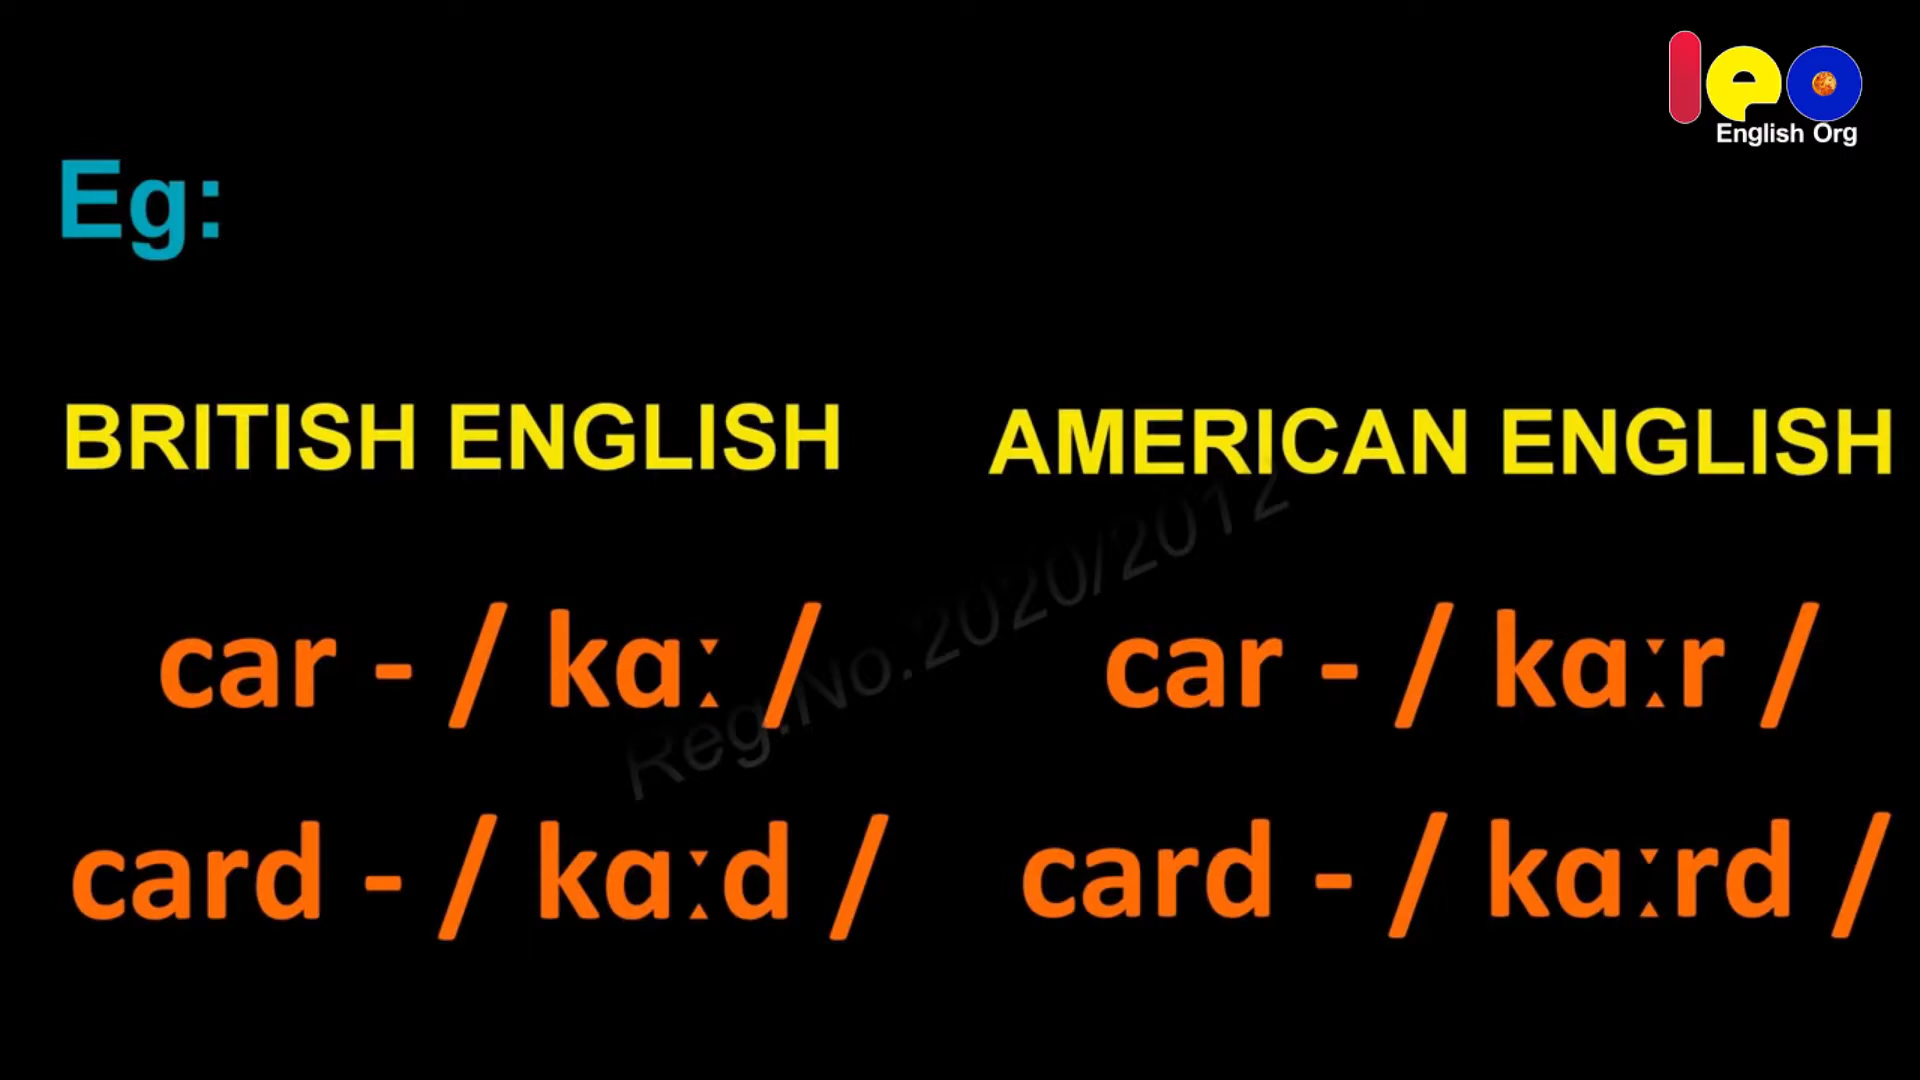 leo
English Org
Eg:
BRITISH ENGLISH
AMERICAN ENGLISH
car - / kɑː /
car - / kɑːr /
card - / kɑːd /
card - / kɑːrd /
Reg.No.2020/2012